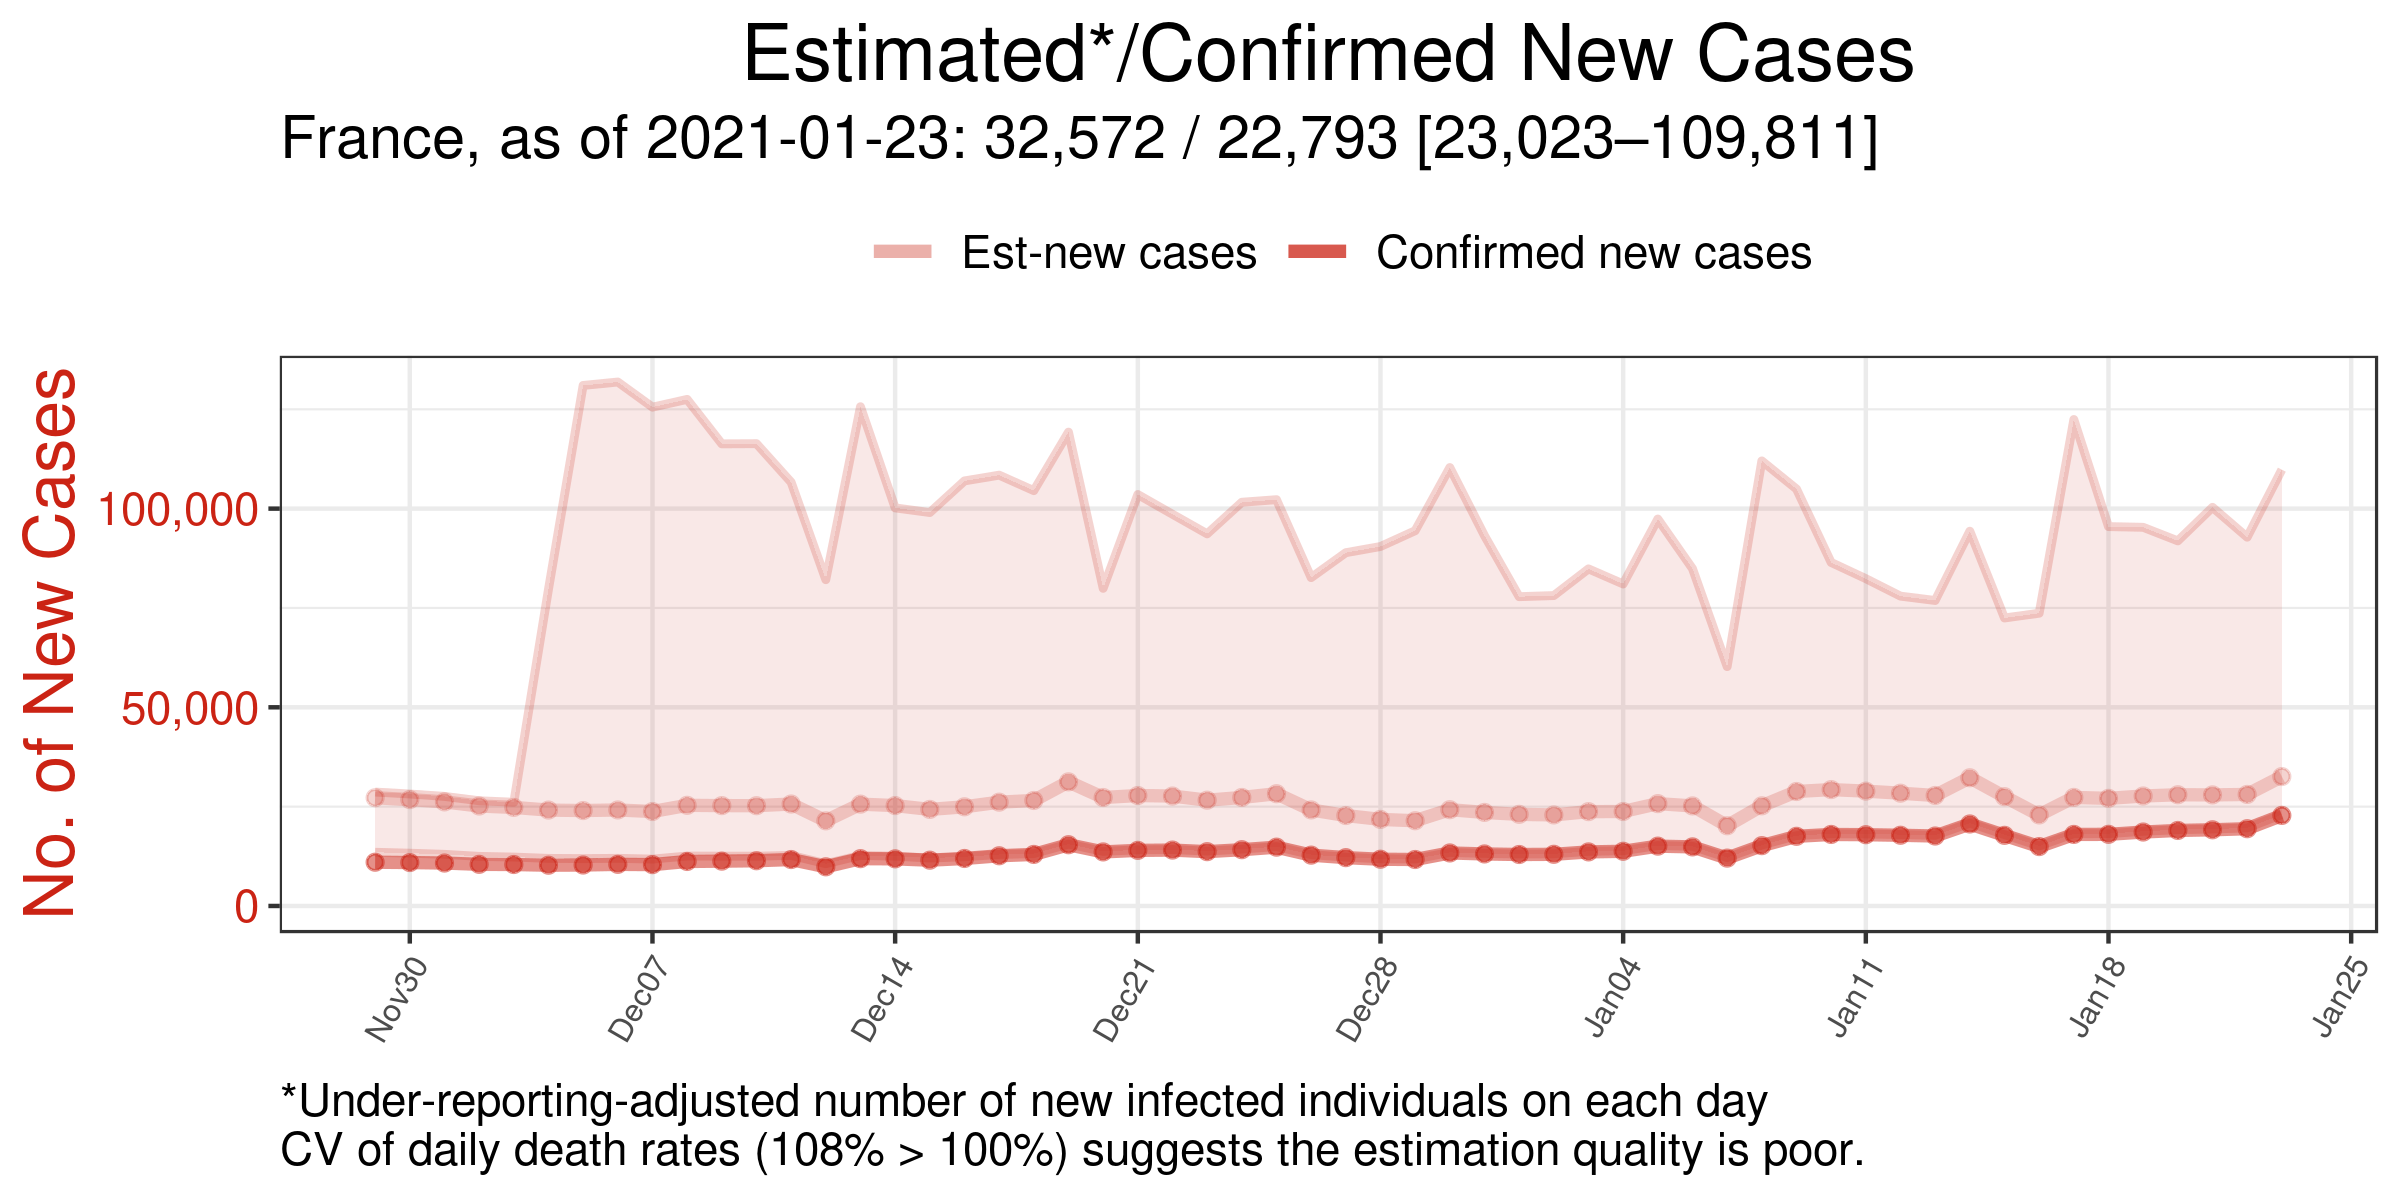 Estimated*/Confirmed New Cases
France, as of 2021-01-23: 32,572 / 22,793 [23,023–109,811]
Est-new cases
Confirmed new cases
No. of New Cases
100,000
50,000
0
Nov30
Dec07
Dec14
Dec21
Dec28
Jan04
Jan11
Jan18
Jan25
*Under-reporting-adjusted number of new infected individuals on each day
CV of daily death rates (108% > 100%) suggests the estimation quality is poor.